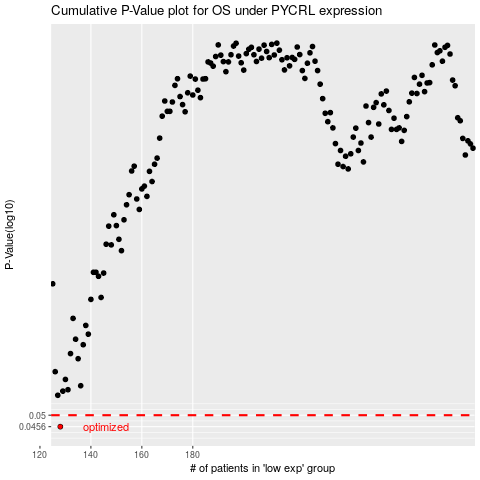 Cumulative P-Value plot for OS under PYCRL expression
P-Value(log10)
0.05
0.0456
optimized
120 140 160 180
# of patients in 'low exp' group